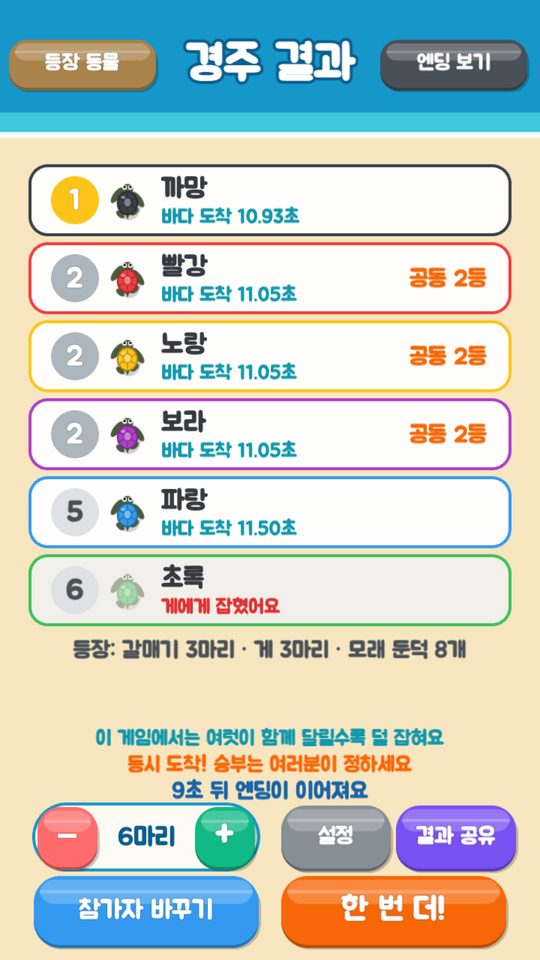 등장 동물
경주 결과
엔딩 보기
1
까망
바다 도착 10.93초
2
빨강
바다 도착 11.05초
공동 2등
2
노랑
바다 도착 11.05초
공동 2등
2
보라
바다 도착 11.05초
공동 2등
5
파랑
바다 도착 11.50초
6
초록
게에게 잡혔어요
등장: 갈매기 3마리 · 게 3마리 · 모래 둔덕 8개
이 게임에서는 여럿이 함께 달릴수록 덜 잡혀요
동시 도착! 승부는 여러분이 정하세요
9초 뒤 엔딩이 이어져요
− 6마리 +
설정
결과 공유
참가자 바꾸기
한 번 더!